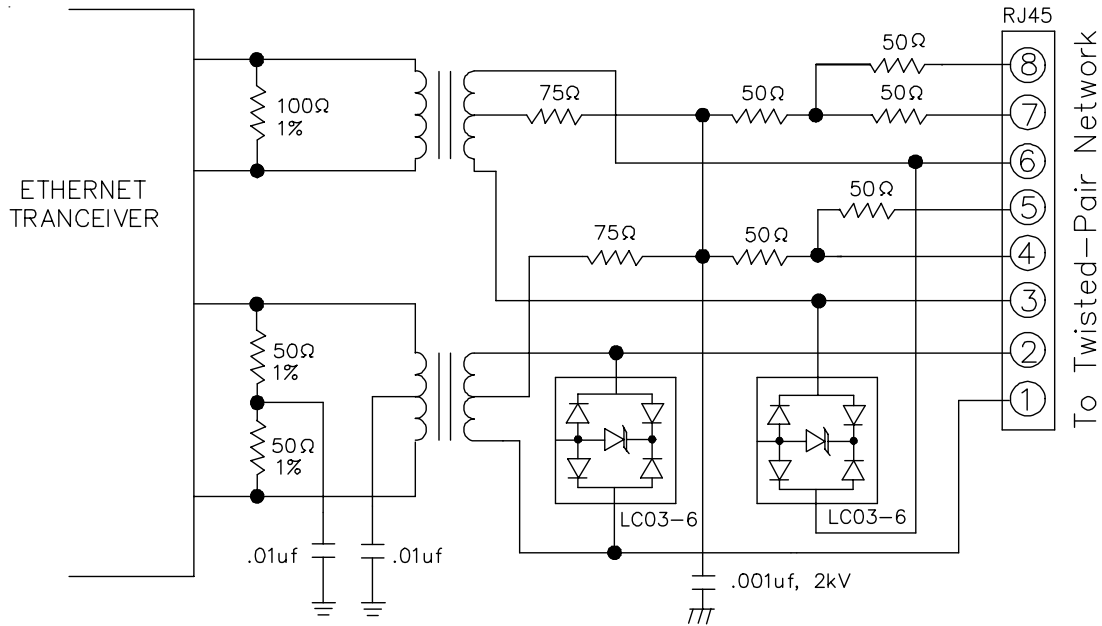 RJ45
50Ω
8
75Ω
50Ω
50Ω
7
100Ω
1%
6
ETHERNET
TRANCEIVER
50Ω
5
75Ω
50Ω
4
3
50Ω
1%
2
1
50Ω
1%
LC03-6
LC03-6
.01uf
.01uf
.001uf, 2kV
To Twisted-Pair Network